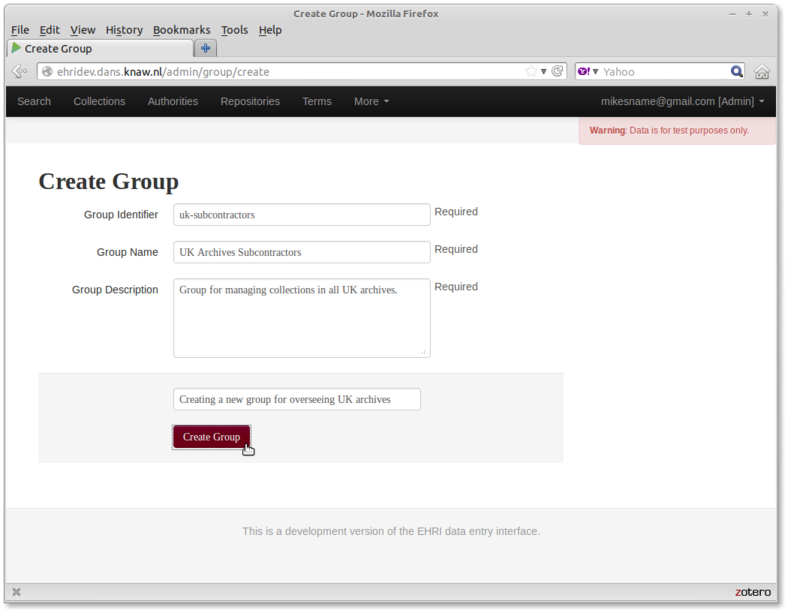 Create Group - Mozilla Firefox
File Edit View History Bookmarks Tools Help
Create Group
ehridev.dans.knaw.nl/admin/group/create
Yahoo
Search Collections Authorities Repositories Terms More mikesname@gmail.com [Admin]
Warning: Data is for test purposes only.
Create Group
Group Identifier uk-subcontractors Required
Group Name UK Archives Subcontractors Required
Group Description Group for managing collections in all UK archives. Required
Creating a new group for overseeing UK archives
Create Group
This is a development version of the EHRI data entry interface.
zotero